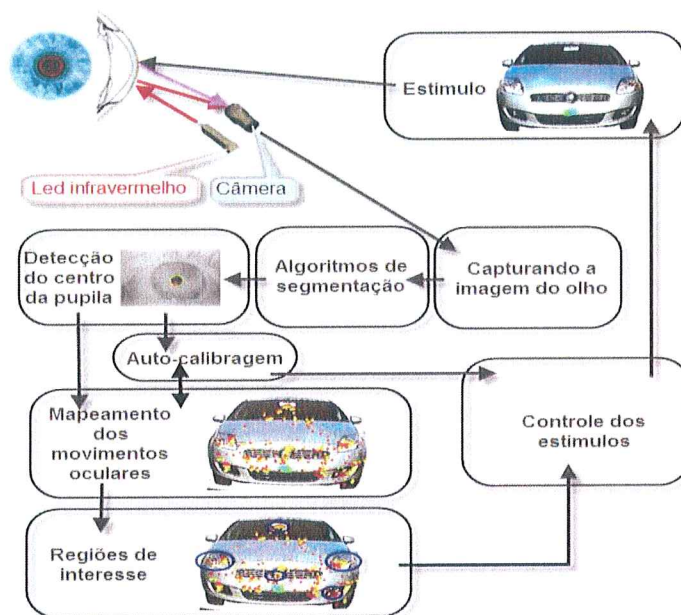 Estímulo
Led infravermelho
Câmera
Detecção
do centro
da pupila
Algoritmos de
segmentação
Capturando a
imagem do olho
Auto-calibragem
Mapeamento
dos
movimentos
oculares
Controle dos
estímulos
Regiões de
interesse